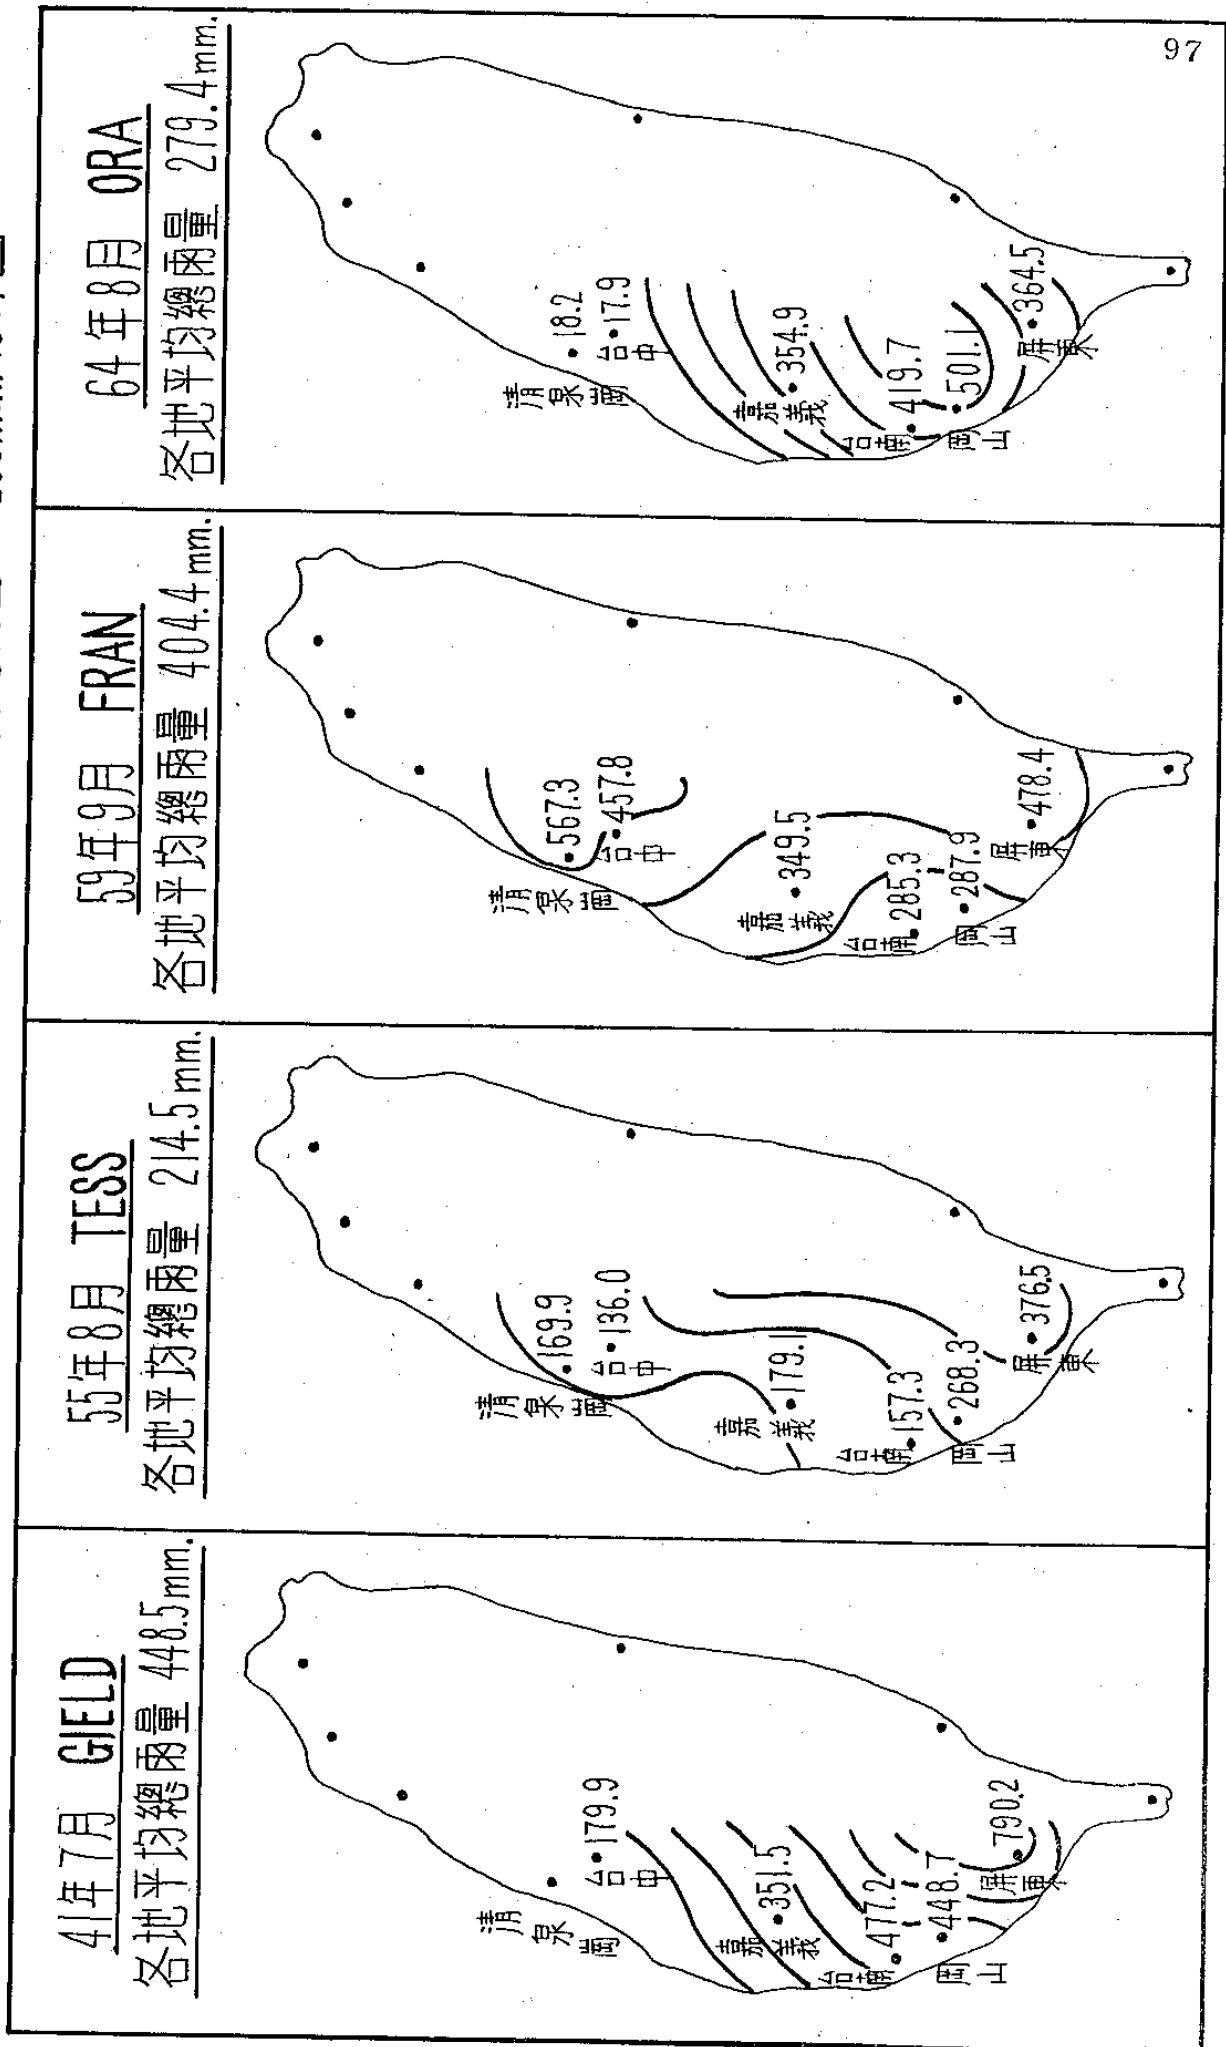 41年7月 GIELD
各地平均總雨量 448.5mm.
179.9
台中
清泉崗
351.5
嘉義
477.2
台南
448.7
岡山
790.2
屏東
55年8月 TESS
各地平均總雨量 214.5mm.
169.9
清泉崗
136.0
台中
179.1
嘉義
157.3
台南
268.3
岡山
376.5
屏東
59年9月 FRAN
各地平均總雨量 404.4mm.
567.3
清泉崗
457.8
台中
349.5
嘉義
285.3
台南
287.9
岡山
478.4
屏東
64年8月 ORA
各地平均總雨量 279.4mm.
18.2
清泉崗
17.9
台中
354.9
嘉義
419.7
台南
501.1
岡山
364.5
屏東
97